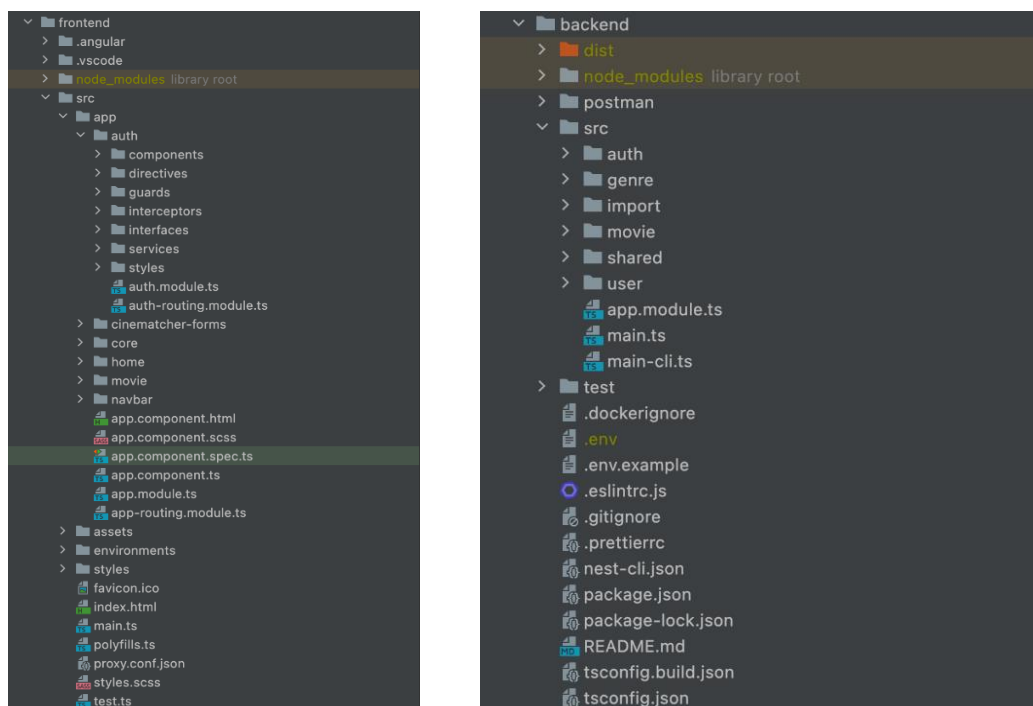 frontend
.angular
.vscode
node_modules library root
src
app
auth
components
directives
guards
interceptors
interfaces
services
styles
auth.module.ts
auth-routing.module.ts
cinematcher-forms
core
home
movie
navbar
app.component.html
app.component.scss
app.component.spec.ts
app.component.ts
app.module.ts
app-routing.module.ts
assets
environments
styles
favicon.ico
index.html
main.ts
polyfills.ts
proxy.conf.json
styles.scss
test.ts
backend
dist
node_modules library root
postman
src
auth
genre
import
movie
shared
user
app.module.ts
main.ts
main-cli.ts
test
.dockerignore
.env
.env.example
.eslintrc.js
.gitignore
.prettierrc
nest-cli.json
package.json
package-lock.json
README.md
tsconfig.build.json
tsconfig.json